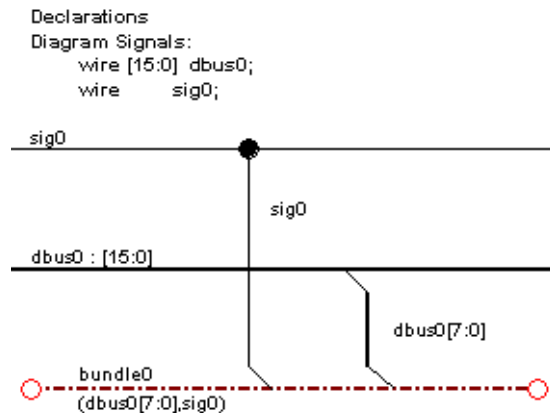 Declarations
Diagram Signals:
wire [15:0] dbus0;
wire sig0;
sig0
sig0
dbus0 : [15:0]
dbus0[7:0]
bundle0
(dbus0[7:0],sig0)